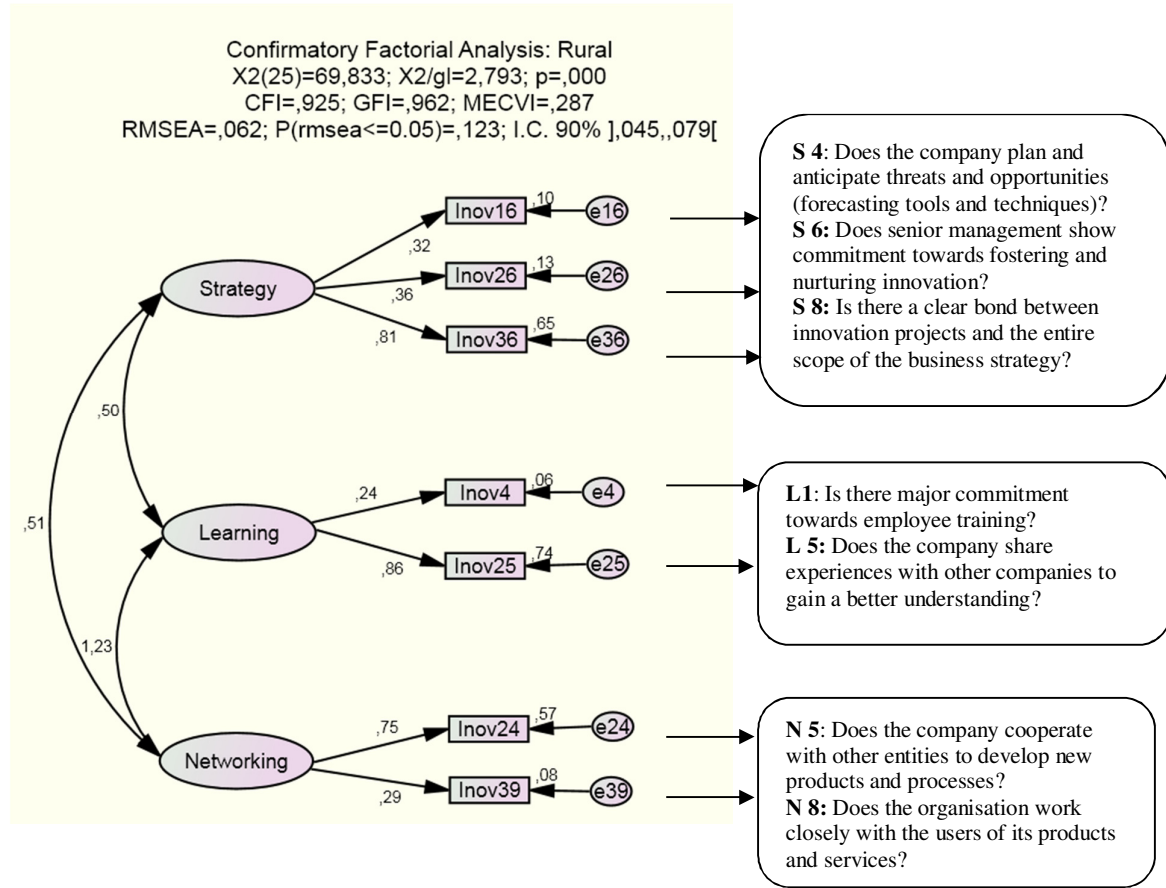 Confirmatory Factorial Analysis: Rural
X2(25)=69,833; X2/gl=2,793; p=,000
CFI=,925; GFI=,962; MECVI=,287
RMSEA=,062; P(rmsea<=0.05)=,123; I.C. 90% ],045,,079[
Strategy
,32
,36
,81
Inov16
,10
e16
Inov26
,13
e26
Inov36
,65
e36
S 4: Does the company plan and
anticipate threats and opportunities
(forecasting tools and techniques)?
S 6: Does senior management show
commitment towards fostering and
nurturing innovation?
S 8: Is there a clear bond between
innovation projects and the entire
scope of the business strategy?
,50
,51
1,23
Learning
,24
,86
Inov4
,06
e4
Inov25
,74
e25
L1: Is there major commitment
towards employee training?
L 5: Does the company share
experiences with other companies to
gain a better understanding?
Networking
,75
,29
Inov24
,57
e24
Inov39
,08
e39
N 5: Does the company cooperate
with other entities to develop new
products and processes?
N 8: Does the organisation work
closely with the users of its products
and services?